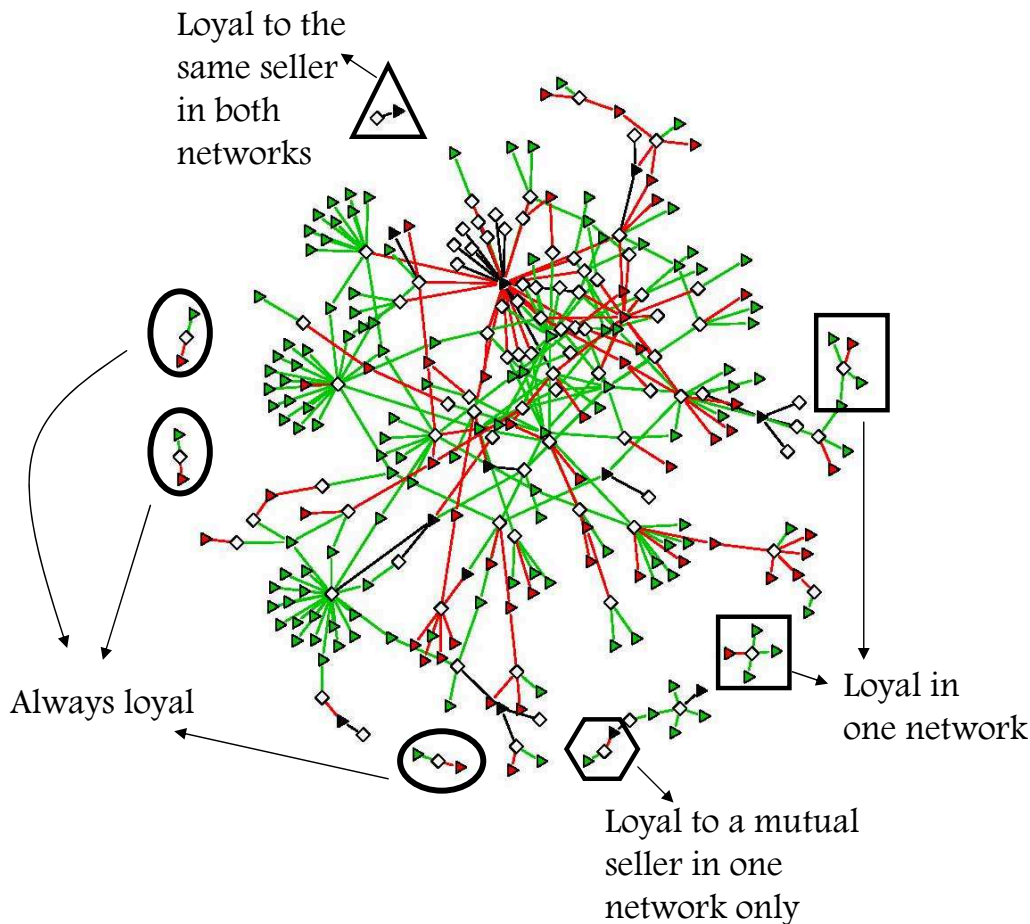 Loyal to the
same seller
in both
networks
Always loyal
Loyal in
one network
Loyal to a mutual
seller in one
network only